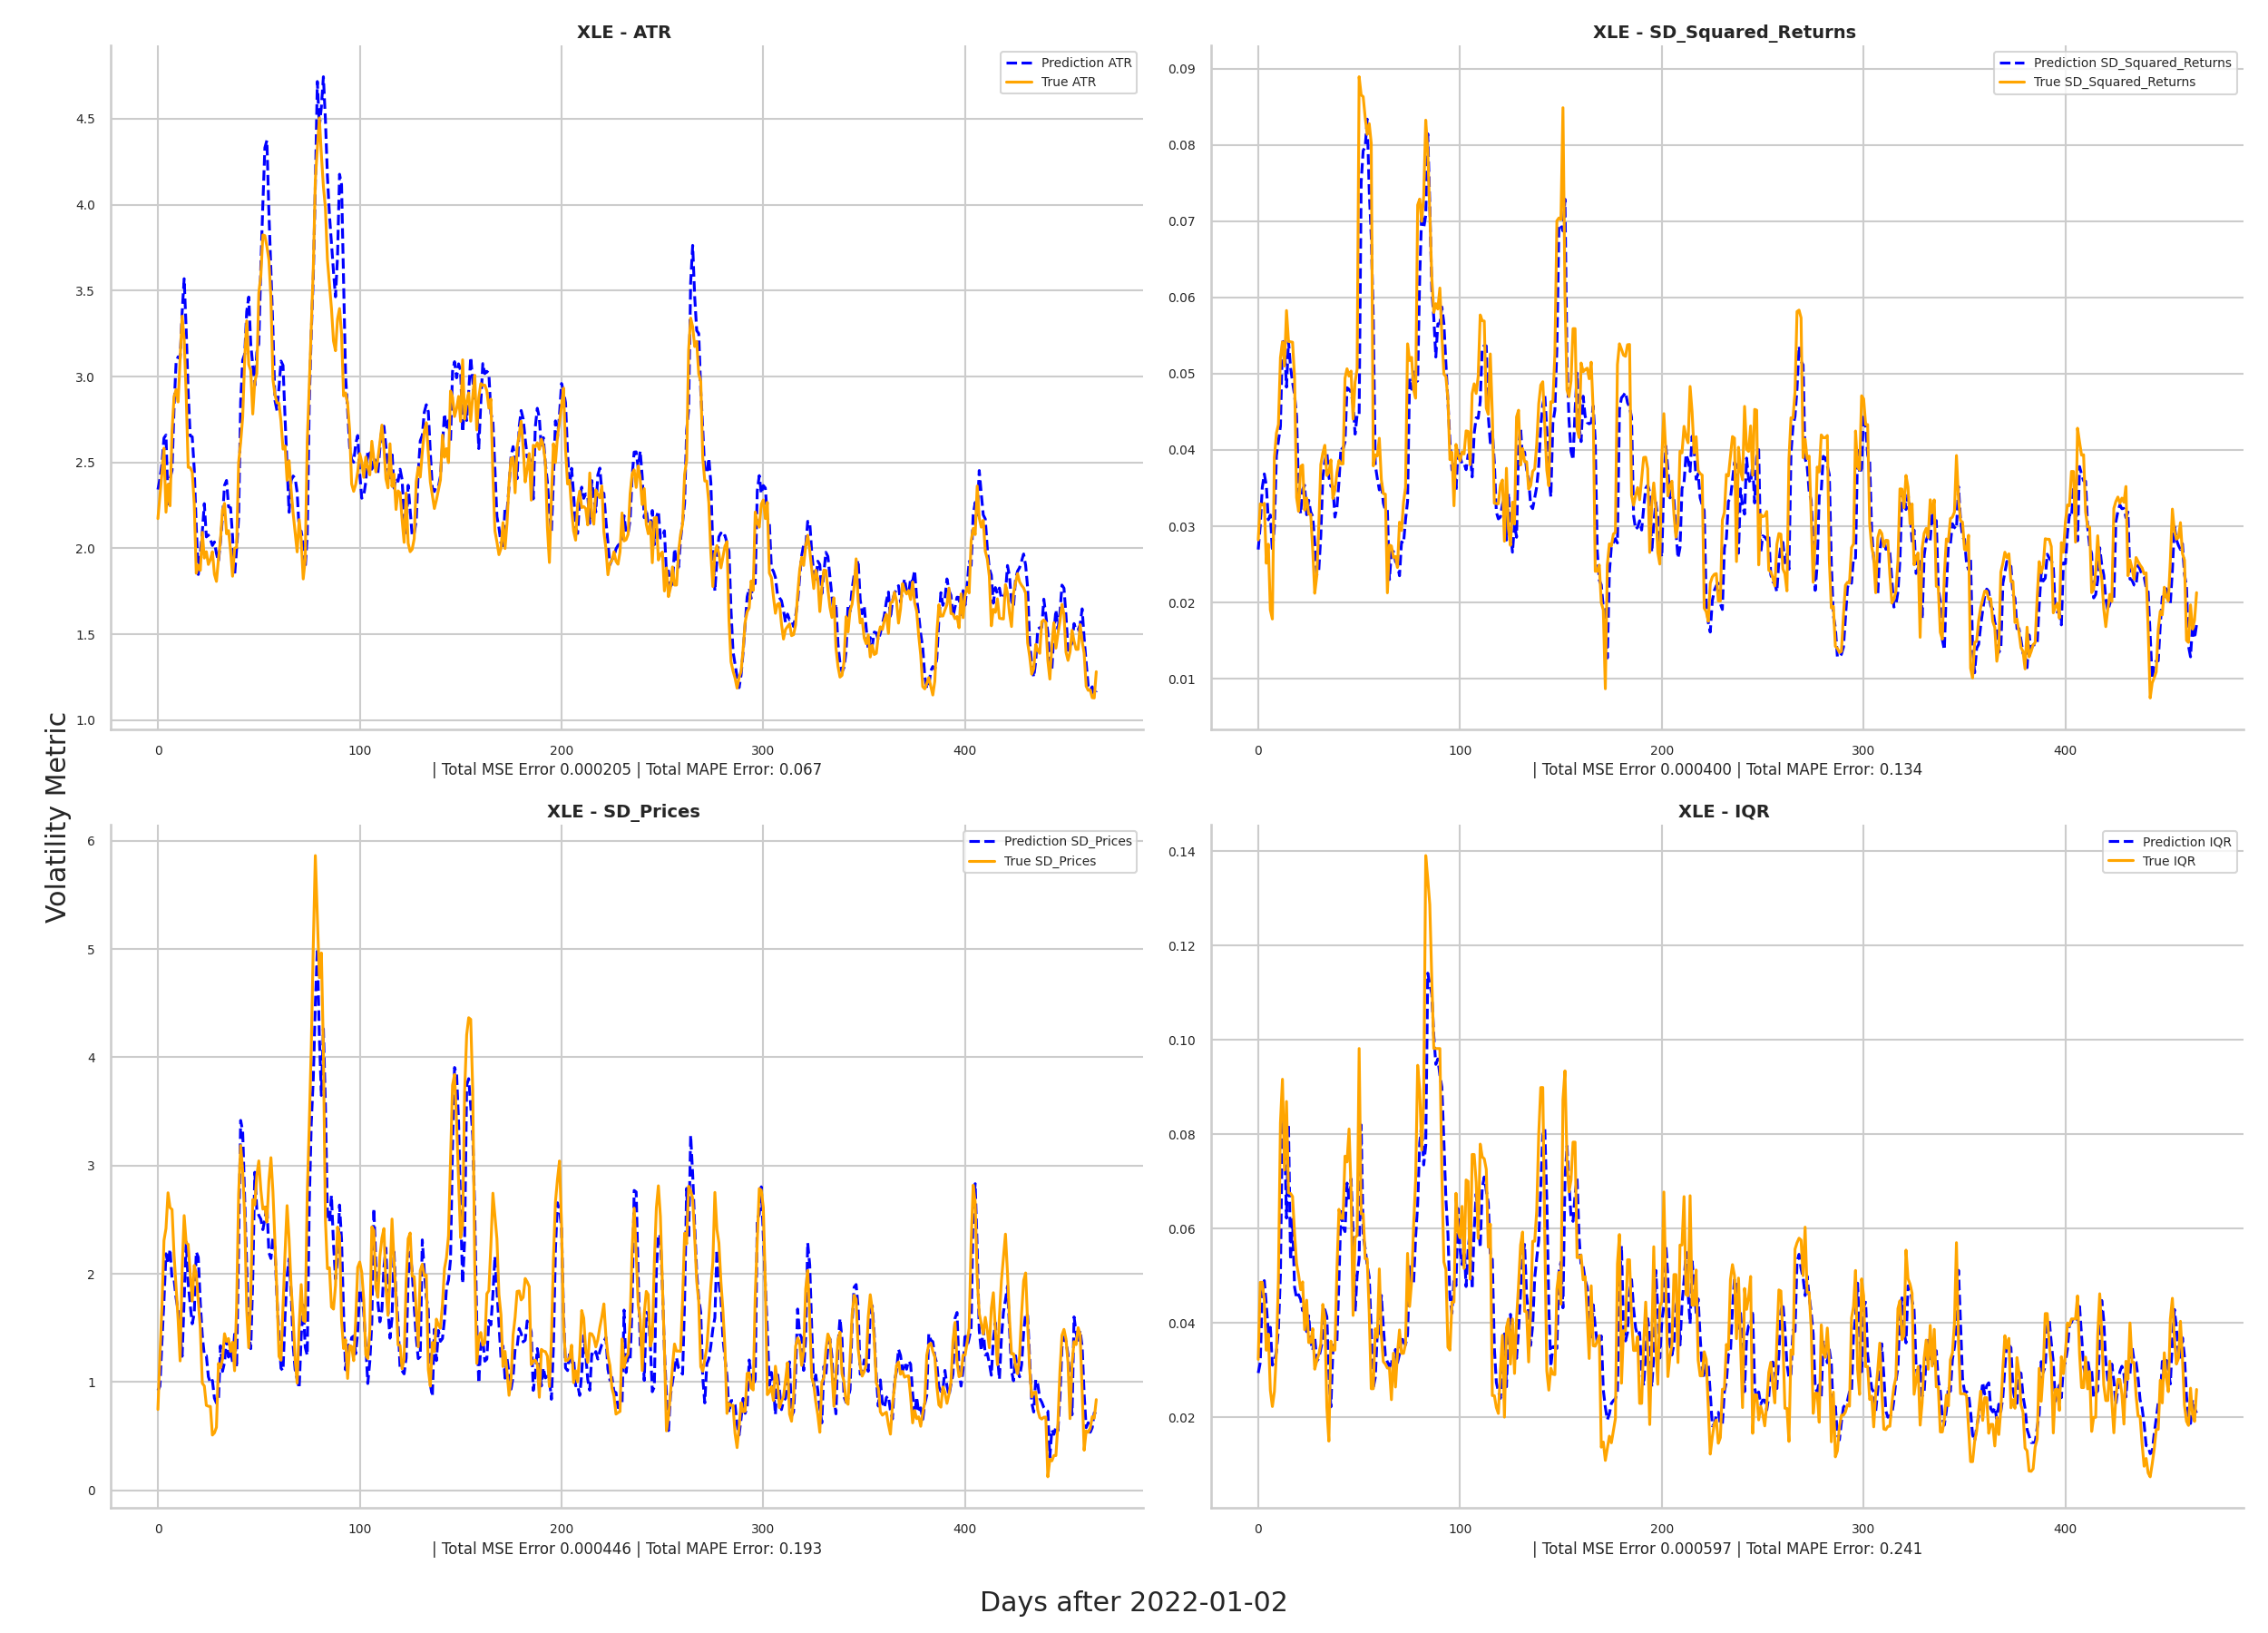 XLE - ATR
Prediction ATR
True ATR
4.5
4.0
3.5
3.0
2.5
2.0
1.5
1.0
0 100 200 300 400
| Total MSE Error 0.000205 | Total MAPE Error: 0.067
XLE - SD_Squared_Returns
Prediction SD_Squared_Returns
True SD_Squared_Returns
0.09
0.08
0.07
0.06
0.05
0.04
0.03
0.02
0.01
0 100 200 300 400
| Total MSE Error 0.000400 | Total MAPE Error: 0.134
Volatility Metric
XLE - SD_Prices
Prediction SD_Prices
True SD_Prices
6
5
4
3
2
1
0
0 100 200 300 400
| Total MSE Error 0.000446 | Total MAPE Error: 0.193
XLE - IQR
Prediction IQR
True IQR
0.14
0.12
0.10
0.08
0.06
0.04
0.02
0 100 200 300 400
| Total MSE Error 0.000597 | Total MAPE Error: 0.241
Days after 2022-01-02